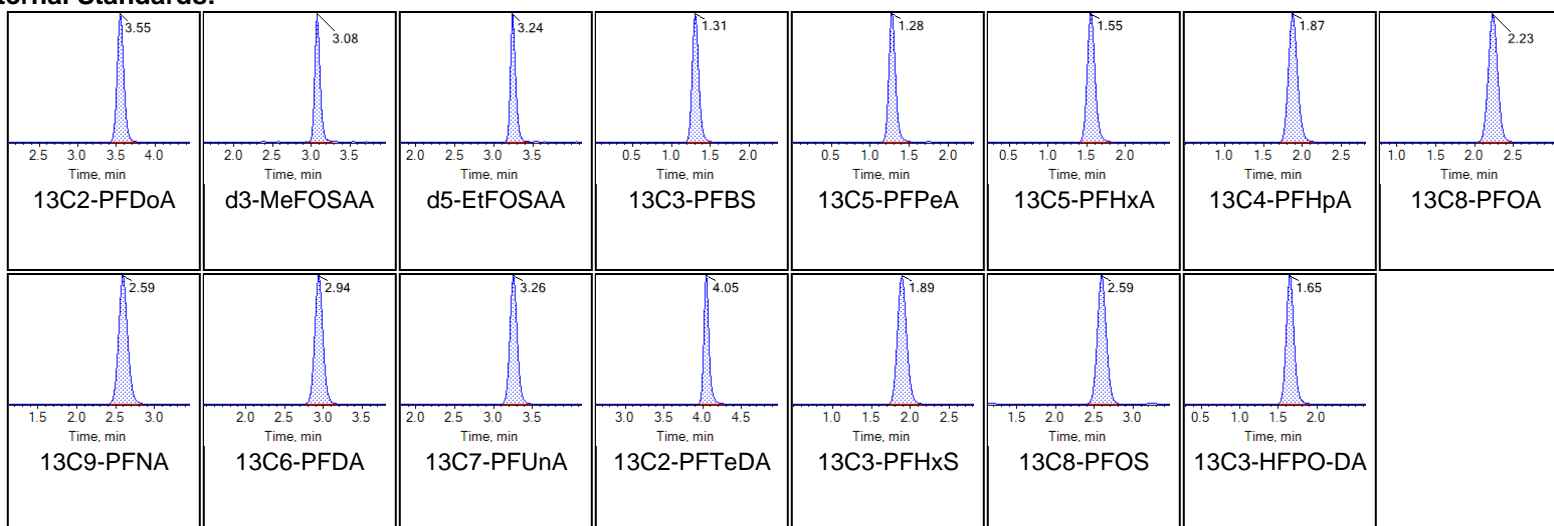 ternal Standards:
3.55 3.08 3.24 1.31 1.28 1.55 1.87 2.23
2.5 3.0 3.5 4.0 2.0 2.5 3.0 3.5 2.0 2.5 3.0 3.5 0.5 1.0 1.5 2.0 0.5 1.0 1.5 2.0 0.5 1.0 1.5 2.0 1.0 1.5 2.0 2.5 1.0 1.5 2.0 2.5
Time, min Time, min Time, min Time, min Time, min Time, min Time, min Time, min
13C2-PFDoA d3-MeFOSAA d5-EtFOSAA 13C3-PFBS 13C5-PFPeA 13C5-PFHxA 13C4-PFHpA 13C8-PFOA
2.59 2.94 3.26 4.05 1.89 2.59 1.65
1.5 2.0 2.5 3.0 2.0 2.5 3.0 3.5 2.0 2.5 3.0 3.5 3.0 3.5 4.0 4.5 1.0 1.5 2.0 2.5 1.5 2.0 2.5 3.0 0.5 1.0 1.5 2.0
Time, min Time, min Time, min Time, min Time, min Time, min Time, min
13C9-PFNA 13C6-PFDA 13C7-PFUnA 13C2-PFTeDA 13C3-PFHxS 13C8-PFOS 13C3-HFPO-DA